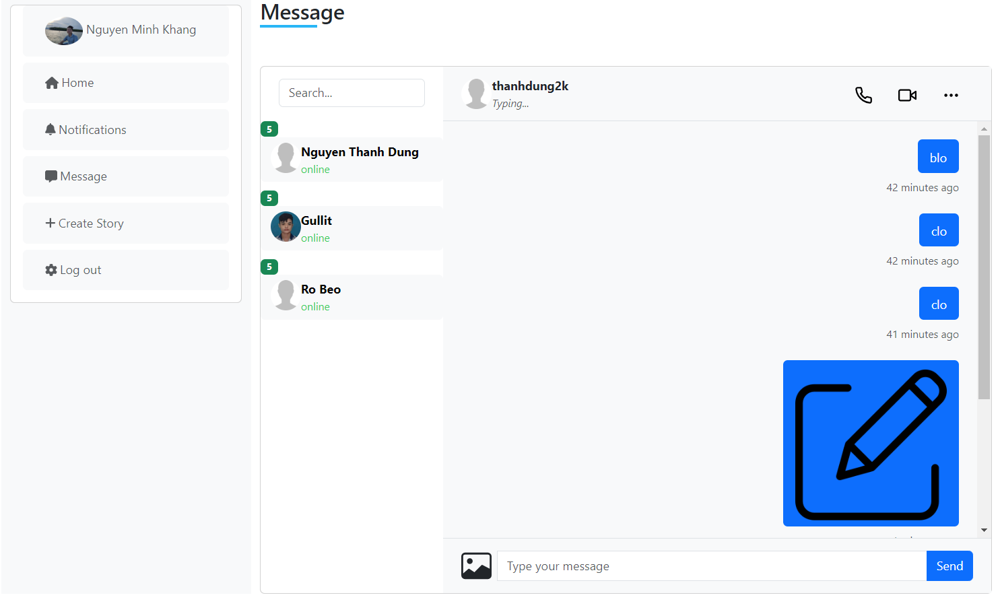 Nguyen Minh Khang
Home
Notifications
Message
Create Story
Log out
Message
Search...
5
Nguyen Thanh Dung
online
5
Gullit
online
5
Ro Beo
online
thanhdung2k
Typing...
blo
42 minutes ago
clo
42 minutes ago
clo
41 minutes ago
Type your message
Send